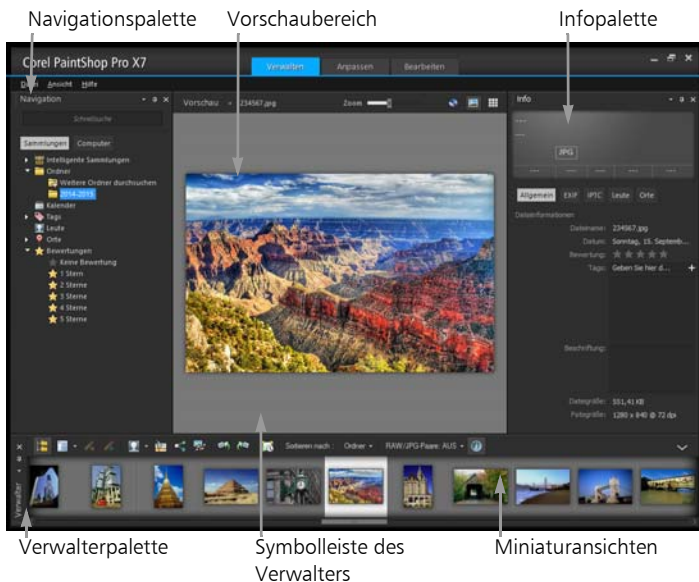 Navigationspalette Vorschaubereich Infopalette
Corel PaintShop Pro X7
Verwalten Anpassen Bearbeiten
Datei Ansicht Hilfe
Navigation
Schnellsuche
Sammlungen Computer
Intelligente Sammlungen
Ordner
Weitere Ordner durchsuchen
2014-2015
Kalender
Tags
Leute
Orte
Bewertungen
Keine Bewertung
1 Stern
2 Sterne
3 Sterne
4 Sterne
5 Sterne
Vorschau 234567.jpg Zoom
Info
JPG
Allgemein EXIF IPTC Leute Orte
Dateiinformationen
Dateiname: 234567.jpg
Datum: Sonntag, 15. Septemb...
Bewertung:
Tags: Geben Sie hier d... +
Beschriftung:
Dateigröße: 551,41 KB
1280 x 840 @ 72 dpi
Sortieren nach : Ordner RAW/JPG-Paare: AUS
Verwalter
Verwalterpalette Symbolleiste des Verwalters Miniaturansichten